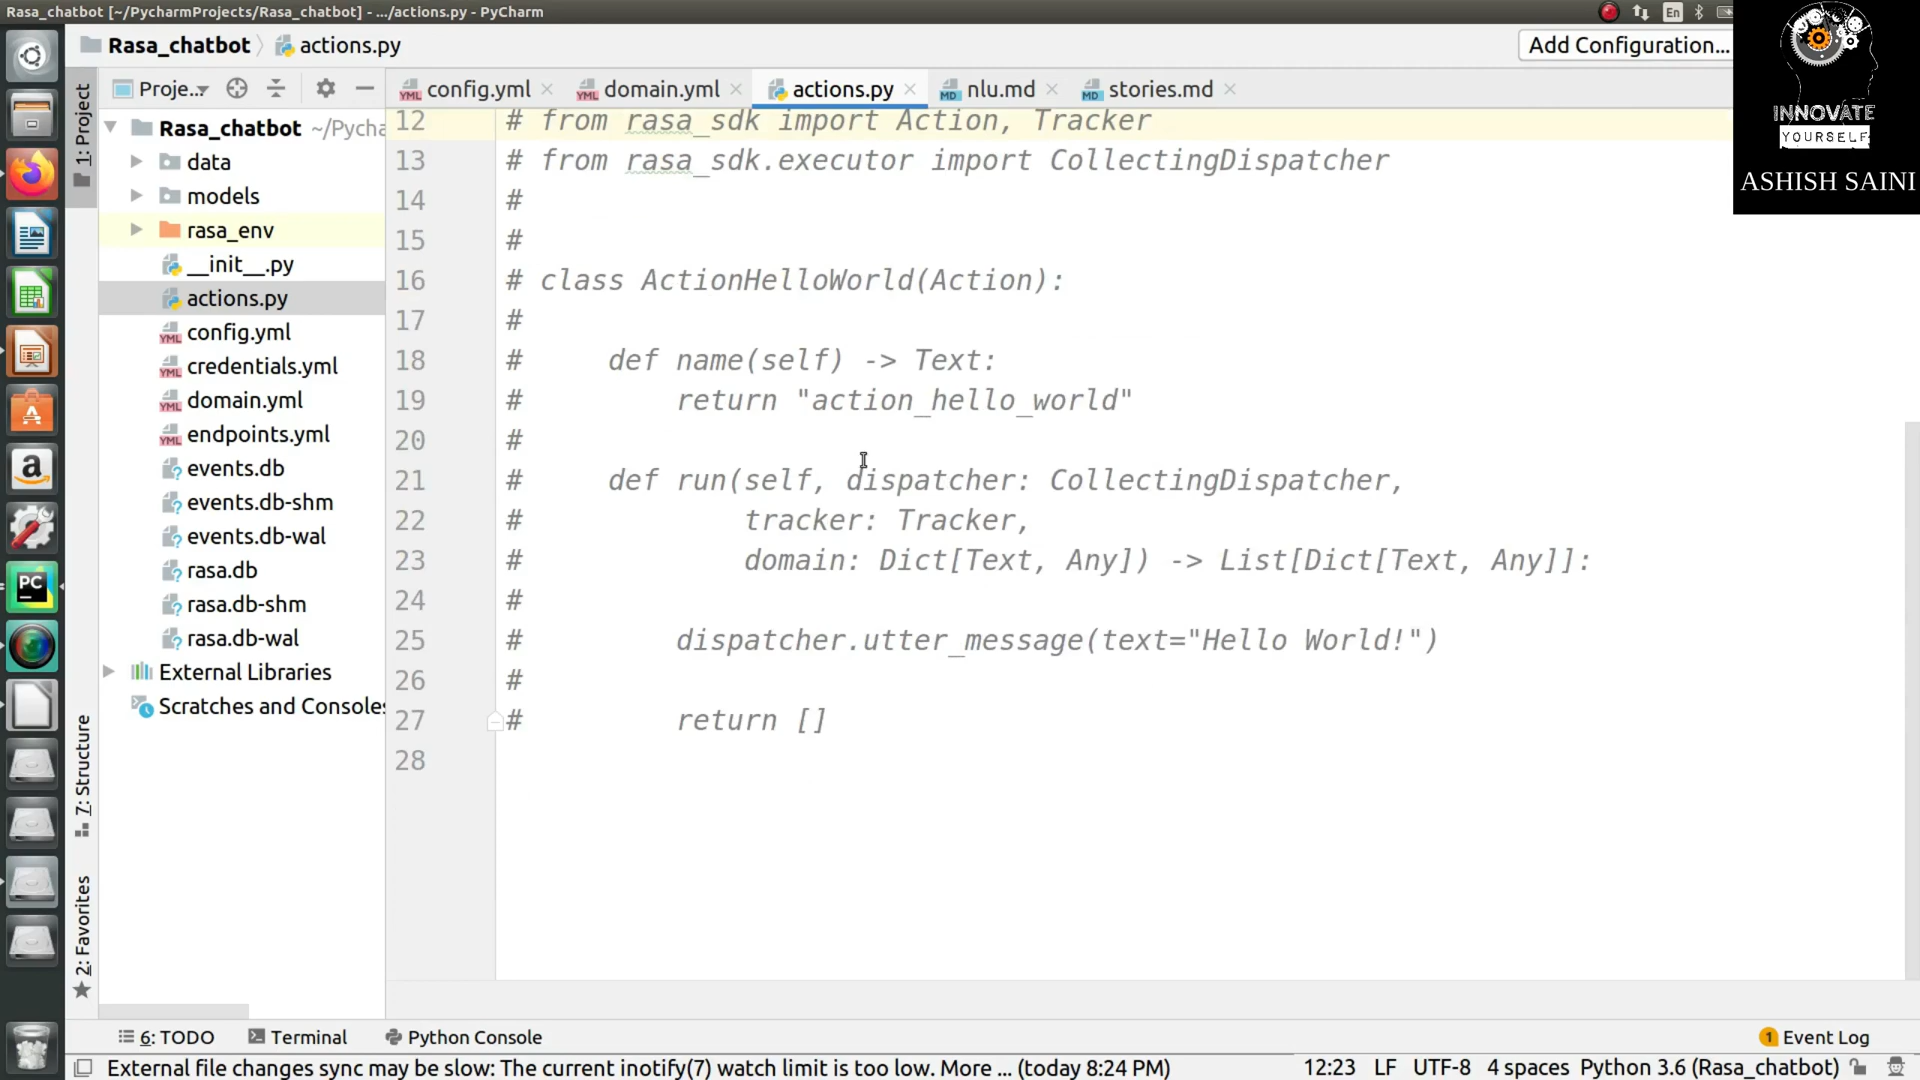 Rasa_chatbot [~/PycharmProjects/Rasa_chatbot] - .../actions.py - PyCharm
En
Rasa_chatbot
actions.py
Add Configuration...
INNOVATE
YOURSELF
ASHISH SAINI
1: Project
7: Structure
2: Favorites
Proje...
Rasa_chatbot ~/Pycha
data
models
rasa_env
__init__.py
actions.py
config.yml
credentials.yml
domain.yml
endpoints.yml
events.db
events.db-shm
events.db-wal
rasa.db
rasa.db-shm
rasa.db-wal
External Libraries
Scratches and Consoles
config.yml
domain.yml
actions.py
nlu.md
stories.md
12 # from rasa_sdk import Action, Tracker
13 # from rasa_sdk.executor import CollectingDispatcher
14 #
15 #
16 # class ActionHelloWorld(Action):
17 #
18 #     def name(self) -> Text:
19 #         return "action_hello_world"
20 #
21 #     def run(self, dispatcher: CollectingDispatcher,
22 #             tracker: Tracker,
23 #             domain: Dict[Text, Any]) -> List[Dict[Text, Any]]:
24 #
25 #         dispatcher.utter_message(text="Hello World!")
26 #
27 #         return []
28
6: TODO
Terminal
Python Console
1 Event Log
External file changes sync may be slow: The current inotify(7) watch limit is too low. More ... (today 8:24 PM)
12:23 LF UTF-8 4 spaces Python 3.6 (Rasa_chatbot)